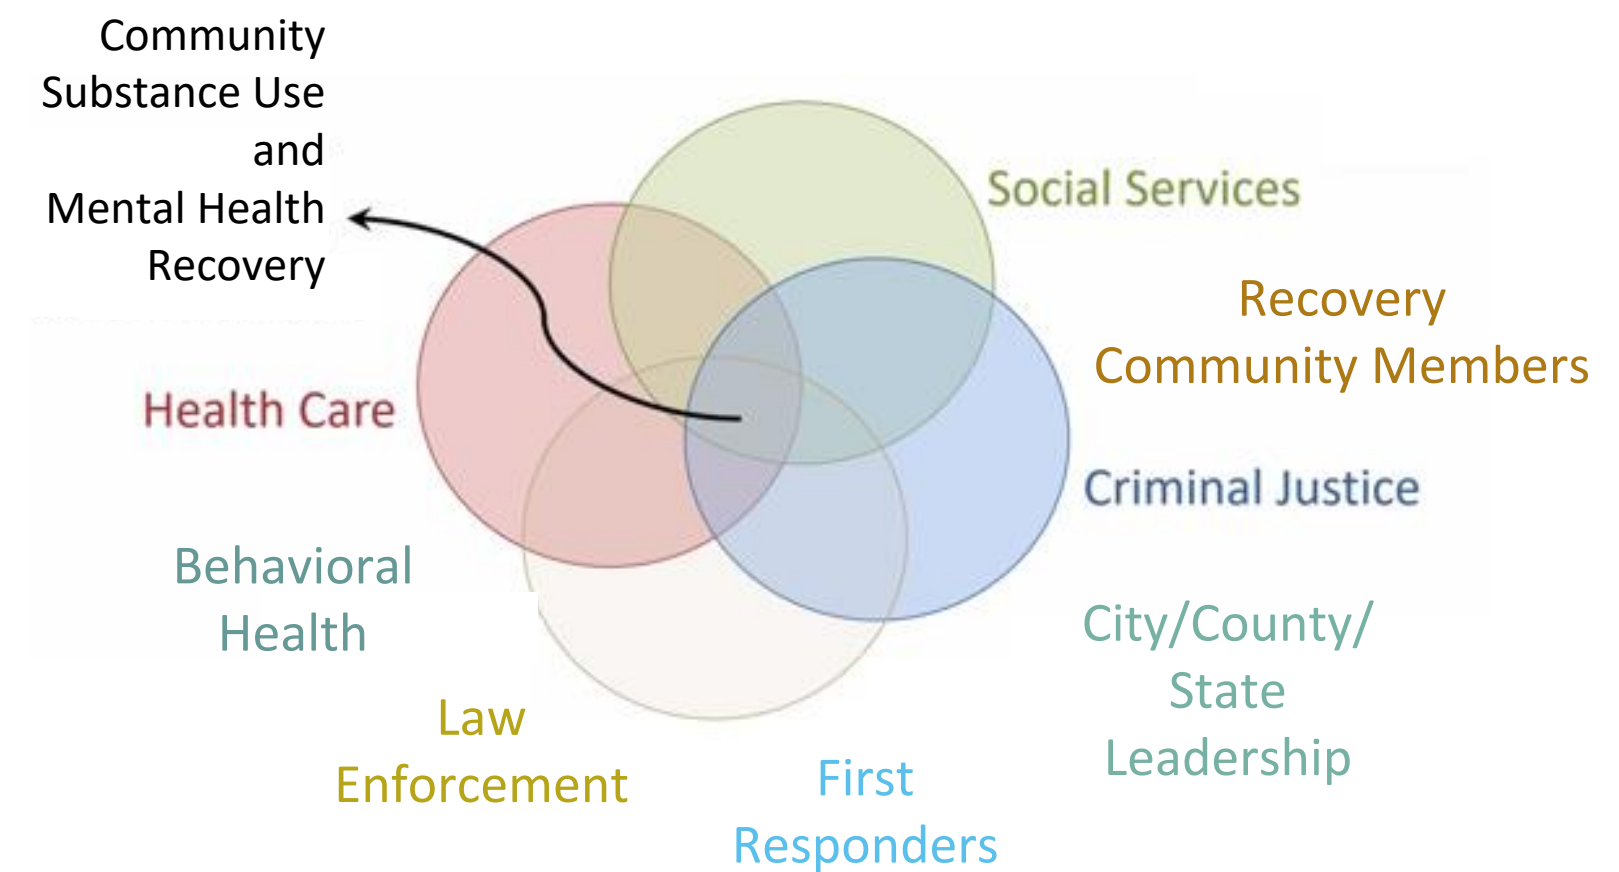 Community
Substance Use
and
Mental Health
Recovery
Social Services
Recovery
Community Members
Health Care
Criminal Justice
Behavioral
Health
City/County/
State
Leadership
Law
Enforcement
First
Responders